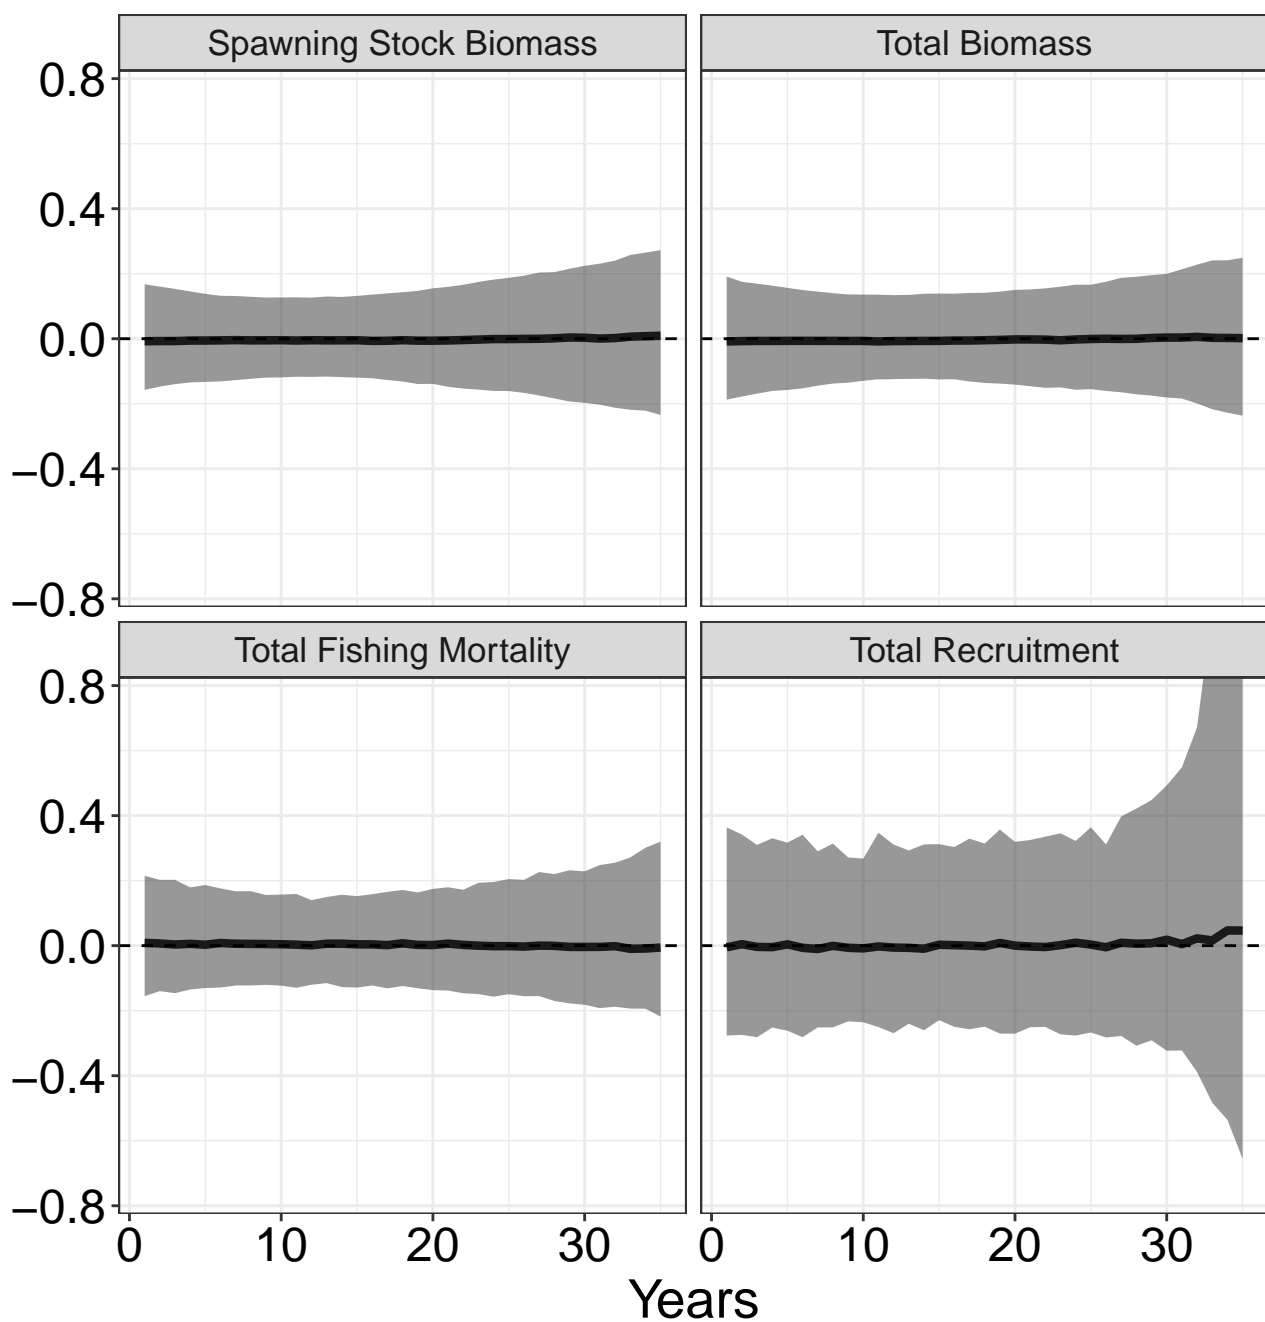 Spawning Stock Biomass
Total Biomass
0.8
0.4
0.0
−0.4
−0.8
Total Fishing Mortality
Total Recruitment
0.8
0.4
0.0
−0.4
−0.8
0 10 20 30
0 10 20 30
Years